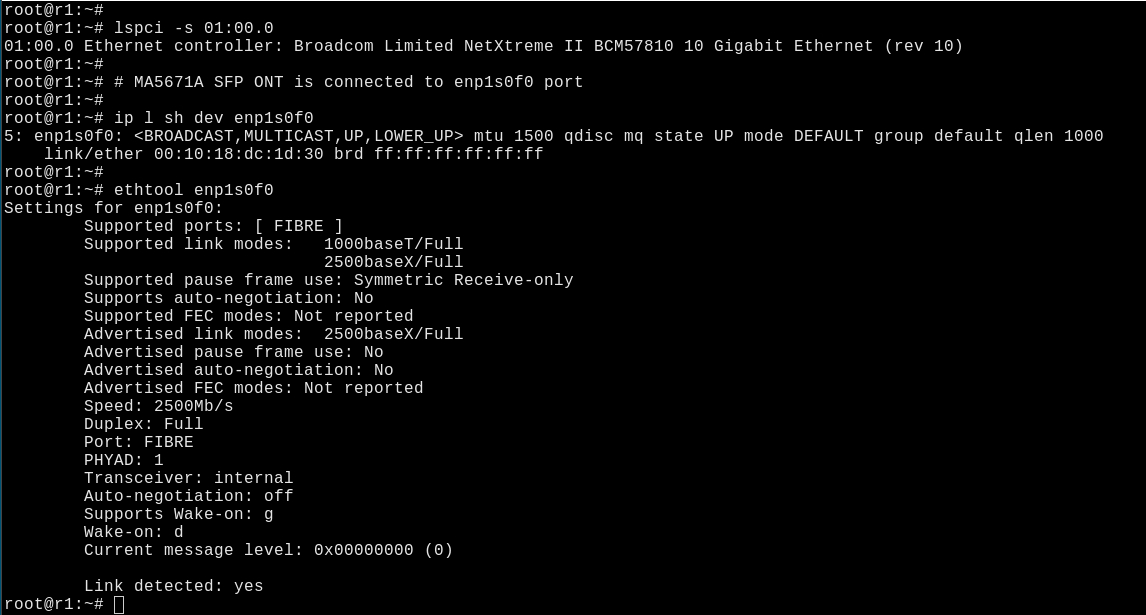 root@r1:~#
root@r1:~# lspci -s 01:00.0
01:00.0 Ethernet controller: Broadcom Limited NetXtreme II BCM57810 10 Gigabit Ethernet (rev 10)
root@r1:~#
root@r1:~# # MA5671A SFP ONT is connected to enp1s0f0 port
root@r1:~#
root@r1:~# ip l sh dev enp1s0f0
5: enp1s0f0: <BROADCAST,MULTICAST,UP,LOWER_UP> mtu 1500 qdisc mq state UP mode DEFAULT group default qlen 1000
    link/ether 00:10:18:dc:1d:30 brd ff:ff:ff:ff:ff:ff
root@r1:~#
root@r1:~# ethtool enp1s0f0
Settings for enp1s0f0:
        Supported ports: [ FIBRE ]
        Supported link modes:   1000baseT/Full
                                2500baseX/Full
        Supported pause frame use: Symmetric Receive-only
        Supports auto-negotiation: No
        Supported FEC modes: Not reported
        Advertised link modes:  2500baseX/Full
        Advertised pause frame use: No
        Advertised auto-negotiation: No
        Advertised FEC modes: Not reported
        Speed: 2500Mb/s
        Duplex: Full
        Port: FIBRE
        PHYAD: 1
        Transceiver: internal
        Auto-negotiation: off
        Supports Wake-on: g
        Wake-on: d
        Current message level: 0x00000000 (0)

        Link detected: yes
root@r1:~#